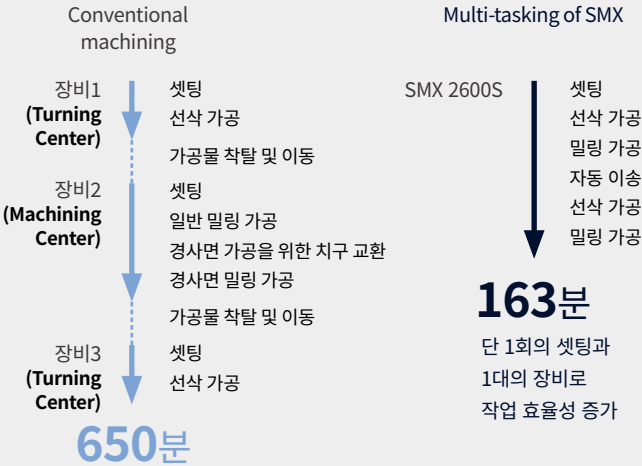 Conventional
machining
장비1
(Turning
Center)
셋팅
선삭 가공
가공물 착탈 및 이동
장비2
(Machining
Center)
셋팅
일반 밀링 가공
경사면 가공을 위한 치구 교환
경사면 밀링 가공
가공물 착탈 및 이동
장비3
(Turning
Center)
셋팅
선삭 가공
650분
Multi-tasking of SMX
SMX 2600S
셋팅
선삭 가공
밀링 가공
자동 이송
선삭 가공
밀링 가공
163분
단 1회의 셋팅과
1대의 장비로
작업 효율성 증가